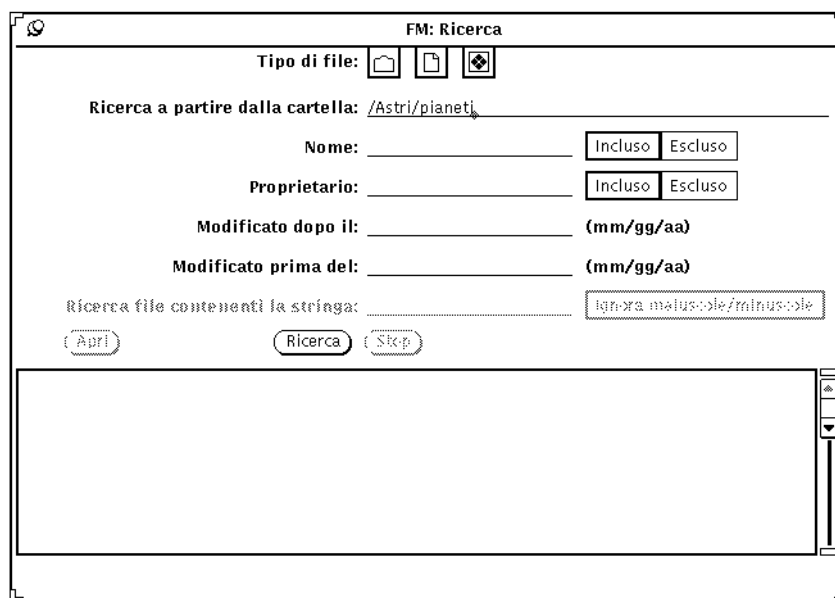 FM: Ricerca
Tipo di file:
Ricerca a partire dalla cartella: /Astri/pianeti
Nome: Incluso Escluso
Proprietario: Incluso Escluso
Modificato dopo il: (mm/gg/aa)
Modificato prima del: (mm/gg/aa)
Ricerca file contenenti la stringa: Ignora maiuscole/minuscole
Apri Ricerca Stop